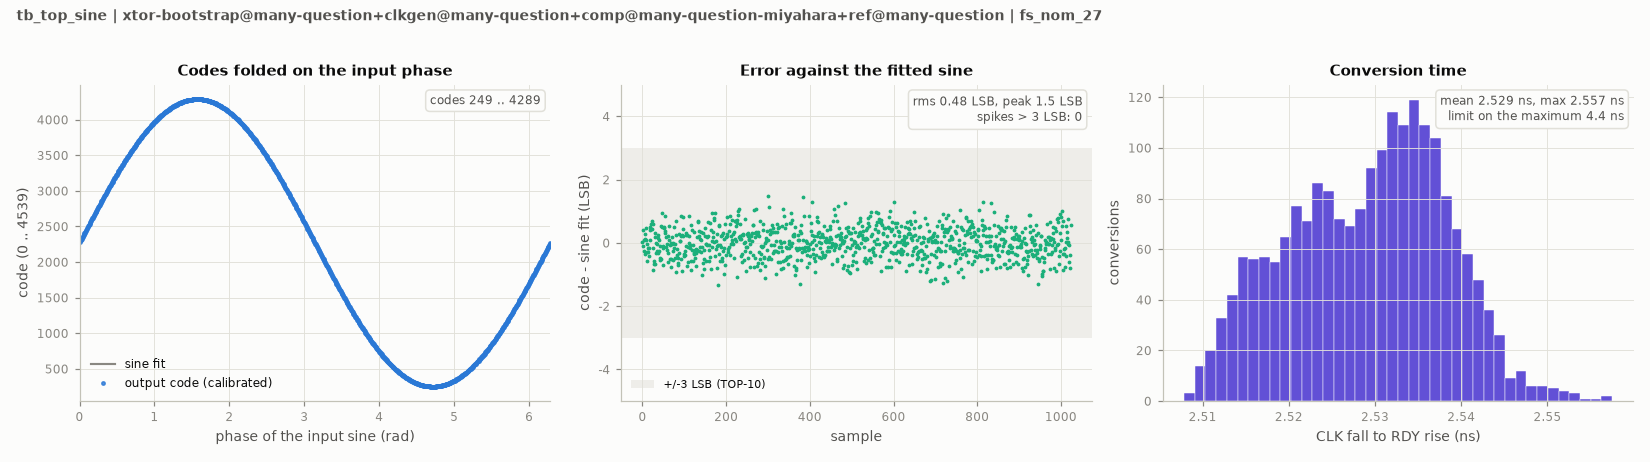 tb_top_sine | xtor-bootstrap@many-question+clkgen@many-question+comp@many-question-miyahara+ref@many-question | fs_nom_27
Codes folded on the input phase
codes 249 .. 4289
code (0 .. 4539)
4000
3500
3000
2500
2000
1500
1000
500
sine fit
output code (calibrated)
0 1 2 3 4 5 6
phase of the input sine (rad)
Error against the fitted sine
rms 0.48 LSB, peak 1.5 LSB
spikes > 3 LSB: 0
code - sine fit (LSB)
4
2
0
-2
-4
+/-3 LSB (TOP-10)
0 200 400 600 800 1000
sample
Conversion time
mean 2.529 ns, max 2.557 ns
limit on the maximum 4.4 ns
conversions
120
100
80
60
40
20
0
2.51 2.52 2.53 2.54 2.55
CLK fall to RDY rise (ns)